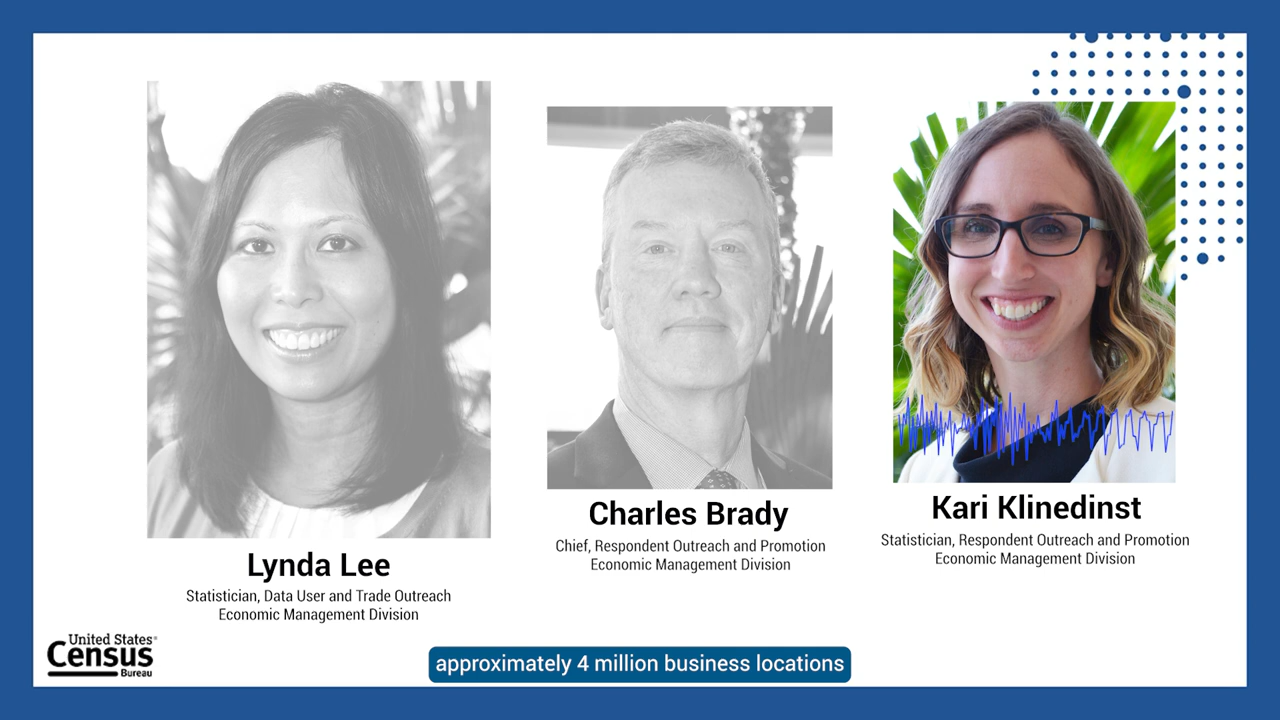 Lynda Lee
Statistician, Data User and Trade Outreach
Economic Management Division
Charles Brady
Chief, Respondent Outreach and Promotion
Economic Management Division
Kari Klinedinst
Statistician, Respondent Outreach and Promotion
Economic Management Division
United States®
Census
Bureau
approximately 4 million business locations